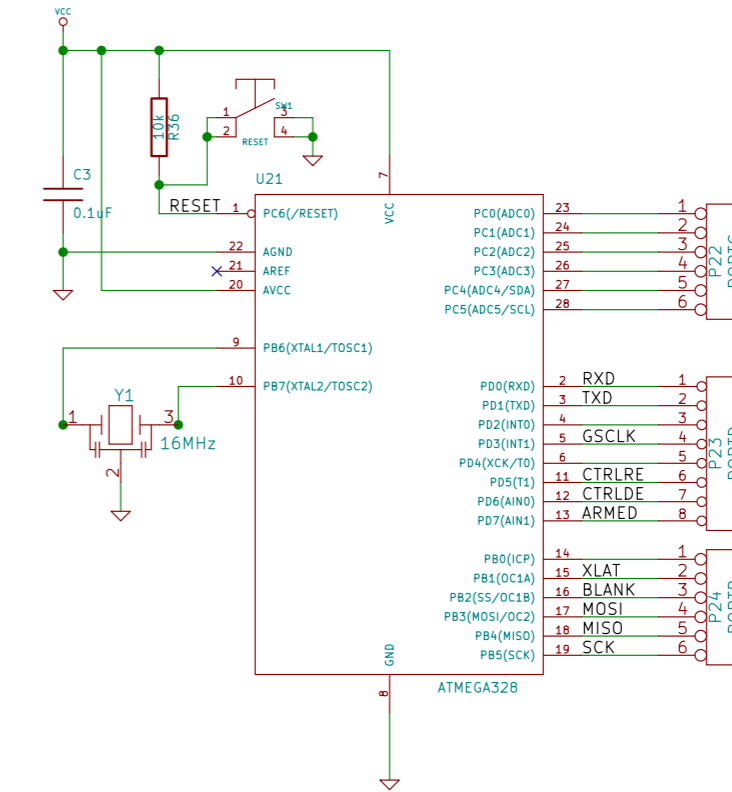 VCC
10k
R36
1
2
SW1
3
4
RESET
C3
0.1uF
U21
7
VCC
RESET 1 PC6(/RESET)
22 AGND
21 AREF
20 AVCC
9 PB6(XTAL1/TOSC1)
10 PB7(XTAL2/TOSC2)
Y1
1 3
16MHz
2
PC0(ADC0) 23 1
PC1(ADC1) 24 2
PC2(ADC2) 25 3
PC3(ADC3) 26 4
PC4(ADC4/SDA) 27 5
PC5(ADC5/SCL) 28 6
P22
PD0(RXD) 2 RXD 1
PD1(TXD) 3 TXD 2
PD2(INT0) 4 3
PD3(INT1) 5 GSCLK 4
PD4(XCK/T0) 6 5
PD5(T1) 11 CTRLRE 6
PD6(AIN0) 12 CTRLDE 7
PD7(AIN1) 13 ARMED 8
P23
PB0(ICP) 14 1
PB1(OC1A) 15 XLAT 2
PB2(SS/OC1B) 16 BLANK 3
PB3(MOSI/OC2) 17 MOSI 4
PB4(MISO) 18 MISO 5
PB5(SCK) 19 SCK 6
P24
GND
8
ATMEGA328